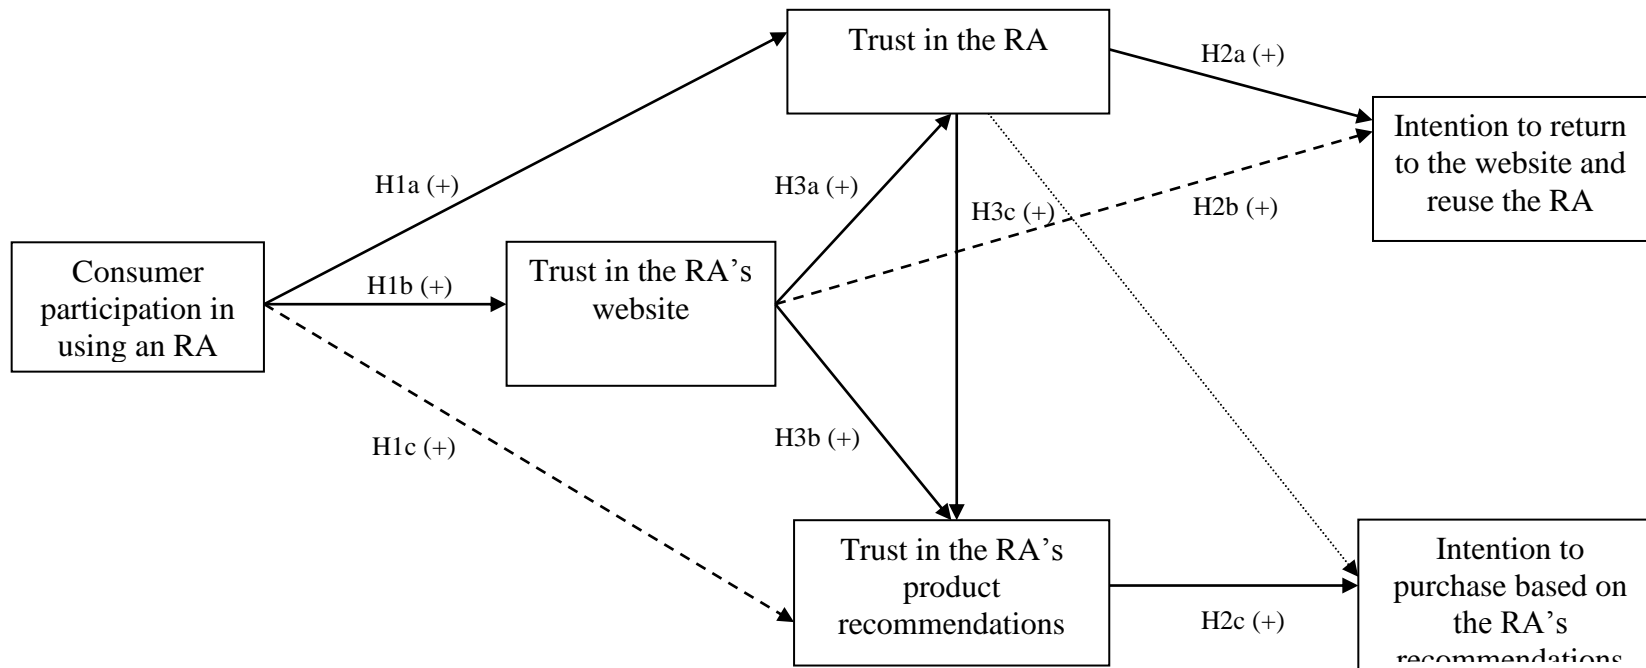 Trust in the RA
H2a (+)
Intention to return
to the website and
reuse the RA
H1a (+)
H3a (+)
H3c (+)
H2b (+)
Consumer
participation in
using an RA
H1b (+)
Trust in the RA’s
website
H1c (+)
H3b (+)
Trust in the RA’s
product
recommendations
H2c (+)
Intention to
purchase based on
the RA’s
recommendations